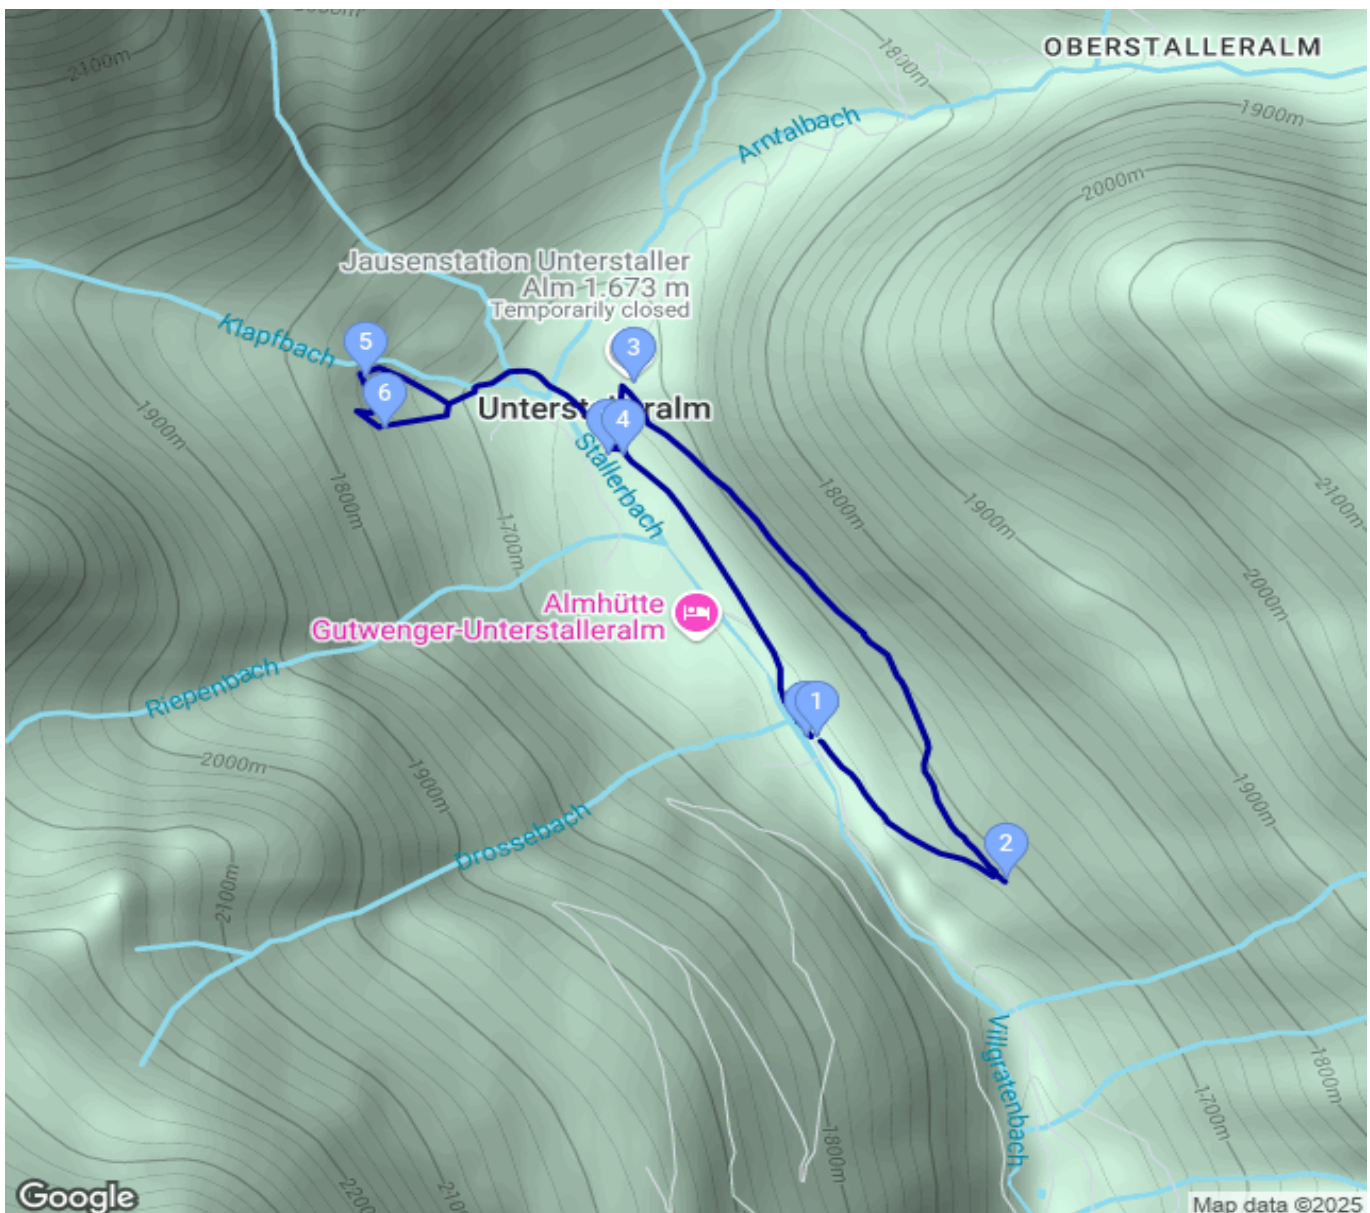 2100m
1800m
OBERSTALLERALM
1900m
Arntalbach
2000m
Jausenstation Unterstaller
Alm 1.673 m
Temporarily closed
Klapfbach
5
3
6
4
1900m
Stallerbach
1800m
1700m
1800m
1900m
2100m
2000m
Almhütte
Gutwenger-Unterstalleralm
Riepenbach
1
2000m
1900m
1900m
Drossebach
2
2100m
Villgratenbach
1800m
1700m
1800m
2200
210
Google
Map data ©2025